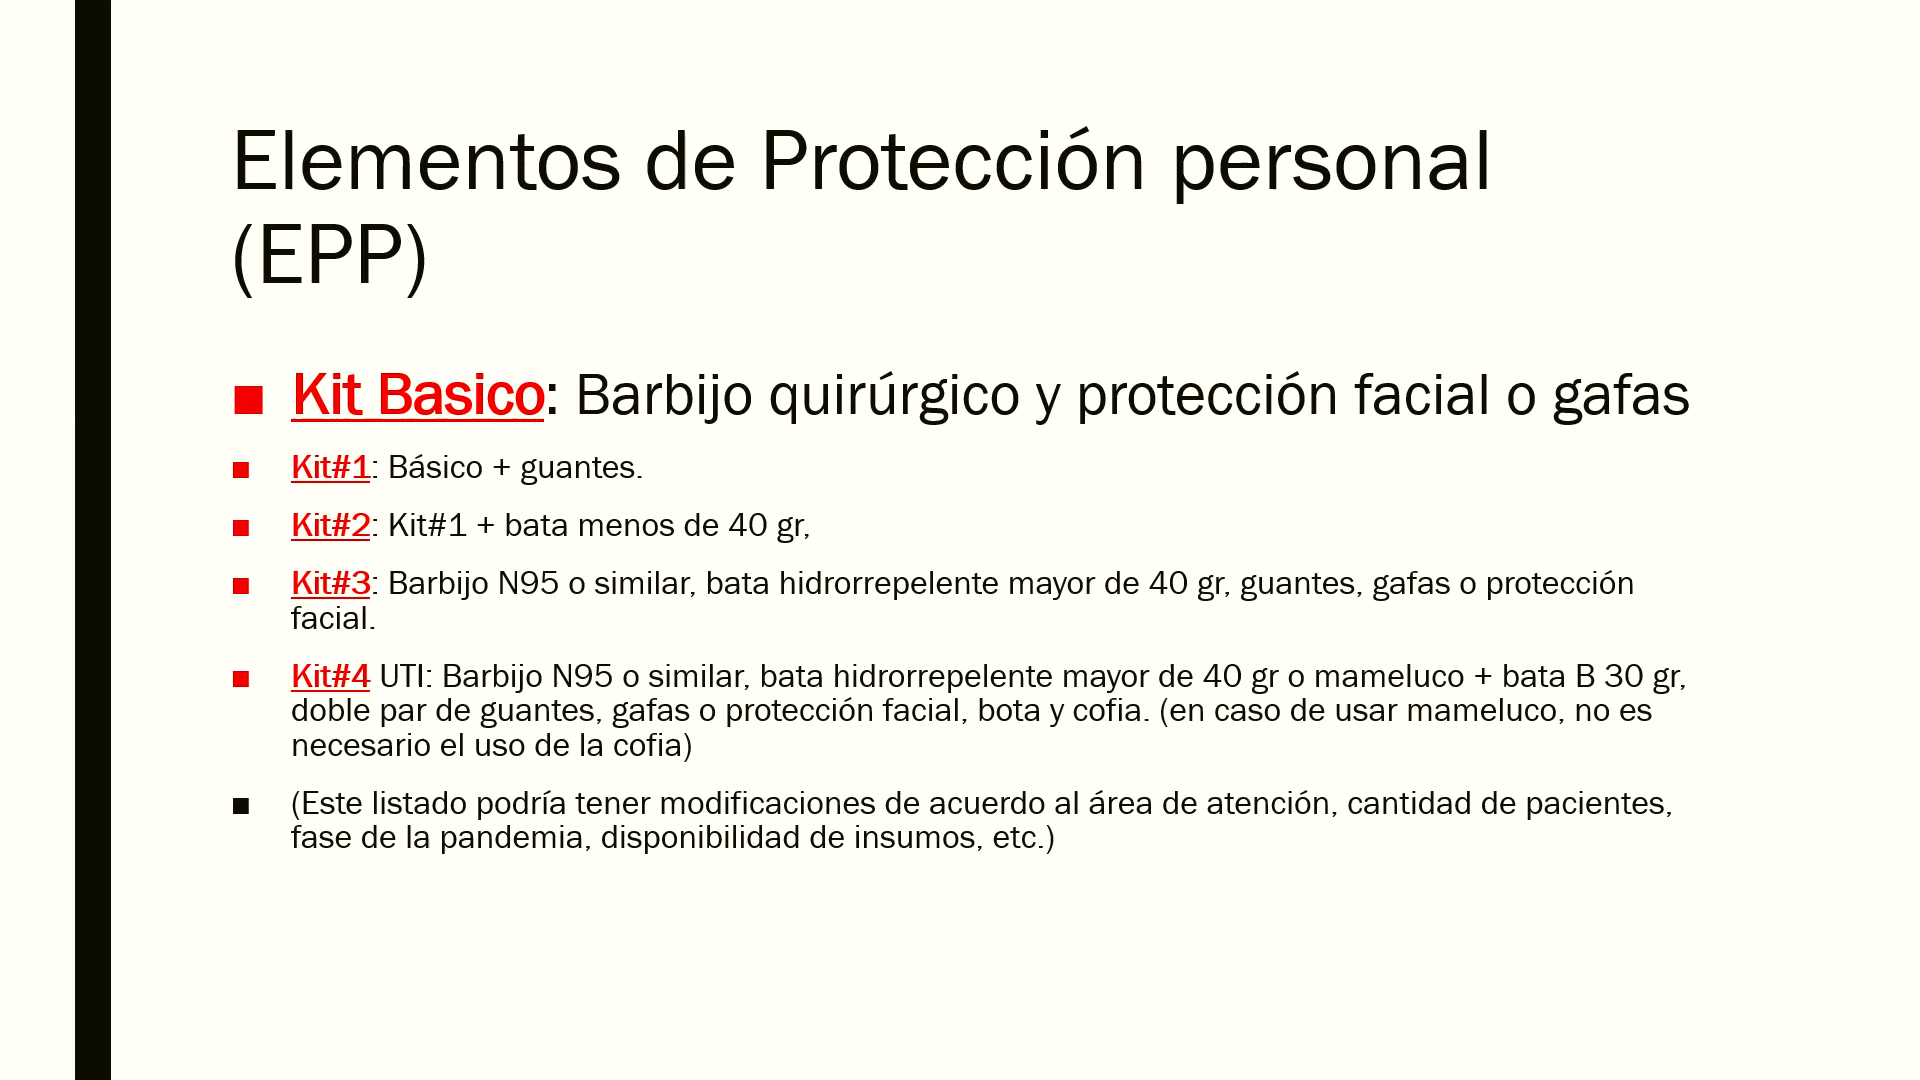 Elementos de Protección personal
(EPP)
■ Kit Basico: Barbijo quirúrgico y protección facial o gafas
■ Kit#1: Básico + guantes.
■ Kit#2: Kit#1 + bata menos de 40 gr,
■ Kit#3: Barbijo N95 o similar, bata hidrorrepelente mayor de 40 gr, guantes, gafas o protección
facial.
■ Kit#4 UTI: Barbijo N95 o similar, bata hidrorrepelente mayor de 40 gr o mameluco + bata B 30 gr,
doble par de guantes, gafas o protección facial, bota y cofia. (en caso de usar mameluco, no es
necesario el uso de la cofia)
■ (Este listado podría tener modificaciones de acuerdo al área de atención, cantidad de pacientes,
fase de la pandemia, disponibilidad de insumos, etc.)